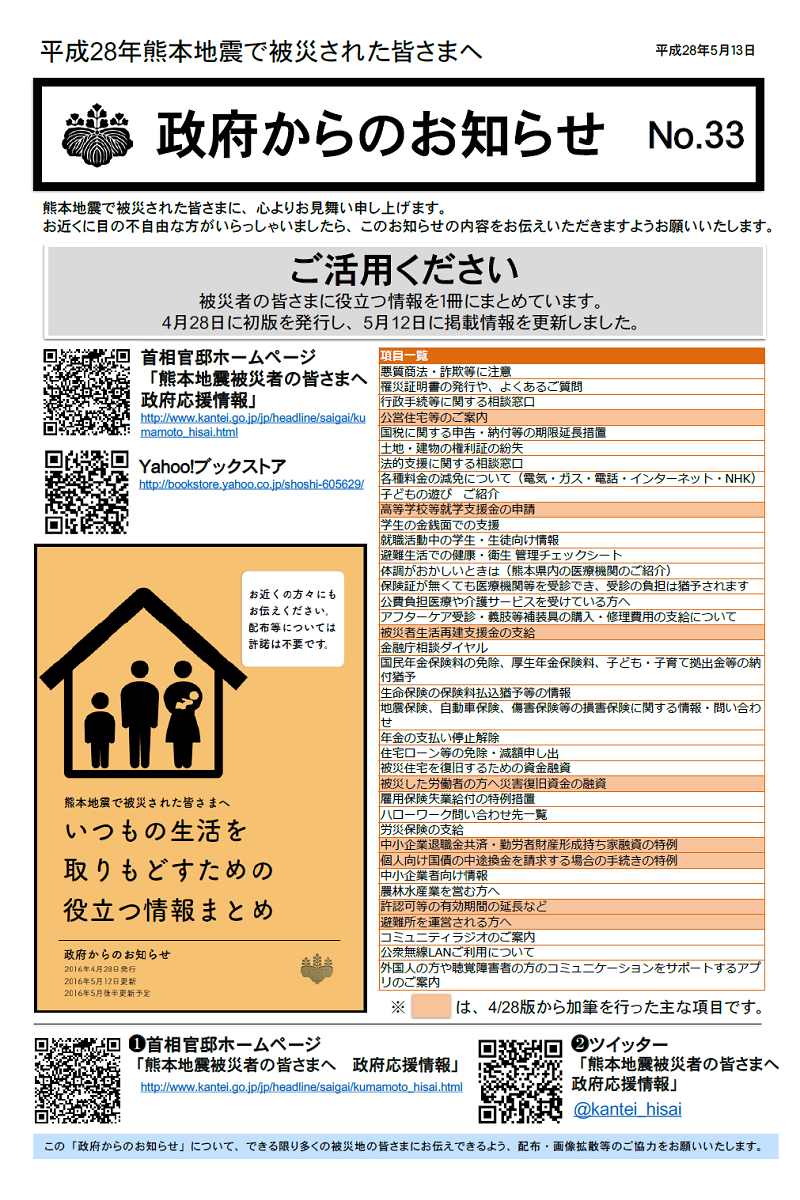 平成28年熊本地震で被災された皆さまへ
平成28年5月13日
政府からのお知らせ No.33
熊本地震で被災された皆さまに、心よりお見舞い申し上げます。
お近くに目の不自由な方がいらっしゃいましたら、このお知らせの内容をお伝えいただきますようお願いいたします。
ご活用ください
被災者の皆さまに役立つ情報を1冊にまとめています。
4月28日に初版を発行し、5月12日に掲載情報を更新しました。
首相官邸ホームページ
「熊本地震被災者の皆さまへ
政府応援情報」
http://www.kantei.go.jp/jp/headline/saigai/ku
mamoto_hisai.html
Yahoo!ブックストア
http://bookstore.yahoo.co.jp/shoshi-605629/
お近くの方々にも
お伝えください。
配布等については
許諾は不要です。
熊本地震で被災された皆さまへ
いつもの生活を
取りもどすための
役立つ情報まとめ
政府からのお知らせ
2016年4月28日発行
2016年5月12日更新
2016年5月後半更新予定
項目一覧
悪質商法・詐欺等に注意
罹災証明書の発行や、よくあるご質問
行政手続等に関する相談窓口
公営住宅等のご案内
国税に関する申告・納付等の期限延長措置
土地・建物の権利証の紛失
法的支援に関する相談窓口
各種料金の減免について（電気・ガス・電話・インターネット・NHK）
子どもの遊び　ご紹介
高等学校等就学支援金の申請
学生の金銭面での支援
就職活動中の学生・生徒向け情報
避難生活での健康・衛生 管理チェックシート
体調がおかしいときは（熊本県内の医療機関のご紹介）
保険証が無くても医療機関等を受診でき、受診の負担は猶予されます
公費負担医療や介護サービスを受けている方へ
アフターケア受診・義肢等補装具の購入・修理費用の支給について
被災者生活再建支援金の支給
金融庁相談ダイヤル
国民年金保険料の免除、厚生年金保険料、子ども・子育て拠出金等の納
付猶予
生命保険の保険料払込猶予等の情報
地震保険、自動車保険、傷害保険等の損害保険に関する情報・問い合わ
せ
年金の支払い停止解除
住宅ローン等の免除・減額申し出
被災住宅を復旧するための資金融資
被災した労働者の方へ災害復旧資金の融資
雇用保険失業給付の特例措置
ハローワーク問い合わせ先一覧
労災保険の支給
中小企業退職金共済・勤労者財産形成持ち家融資の特例
個人向け国債の中途換金を請求する場合の手続きの特例
中小企業者向け情報
農林水産業を営む方へ
許認可等の有効期間の延長など
避難所を運営される方へ
コミュニティラジオのご案内
公衆無線LANご利用について
外国人の方や聴覚障害者の方のコミュニケーションをサポートするアプ
リのご案内
※ は、4/28版から加筆を行った主な項目です。
❶首相官邸ホームページ
「熊本地震被災者の皆さまへ　政府応援情報」
http://www.kantei.go.jp/jp/headline/saigai/kumamoto_hisai.html
❷ツイッター
「熊本地震被災者の皆さまへ
政府応援情報」
@kantei_hisai
この「政府からのお知らせ」について、できる限り多くの被災地の皆さまにお伝えできるよう、配布・画像拡散等のご協力をお願いいたします。